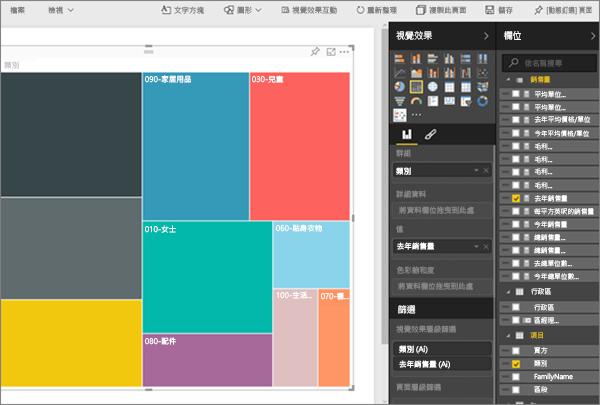 檔案
檢視
文字方塊
圖形
視覺效果互動
重新整理
複製此頁面
儲存
[動態釘選] 頁面
類別
090-家居用品
030-兒童
010-女士
060-貼身衣物
100-生活...
080-配件
視覺效果
群組
類別
詳細資料
將資料欄位拖曳到此處
值
去年銷售量
色彩飽和度
將資料欄位拖曳到此處
篩選
視覺效果層級篩選
類別 (All)
去年銷售量 (All)
頁面層級篩選
欄位
依名稱搜尋
銷售量
平均單位...
平均單位...
去年平均價格/單位
今年平均價格/單位
毛利...
毛利...
毛利...
毛利...
去年銷售量
每平方英呎的銷售量
今年銷售量
總銷售量...
總銷售量...
去總單位數...
今年總單位數...
行政區
行政區
區經理...
項目
買方
類別
FamilyName
區段